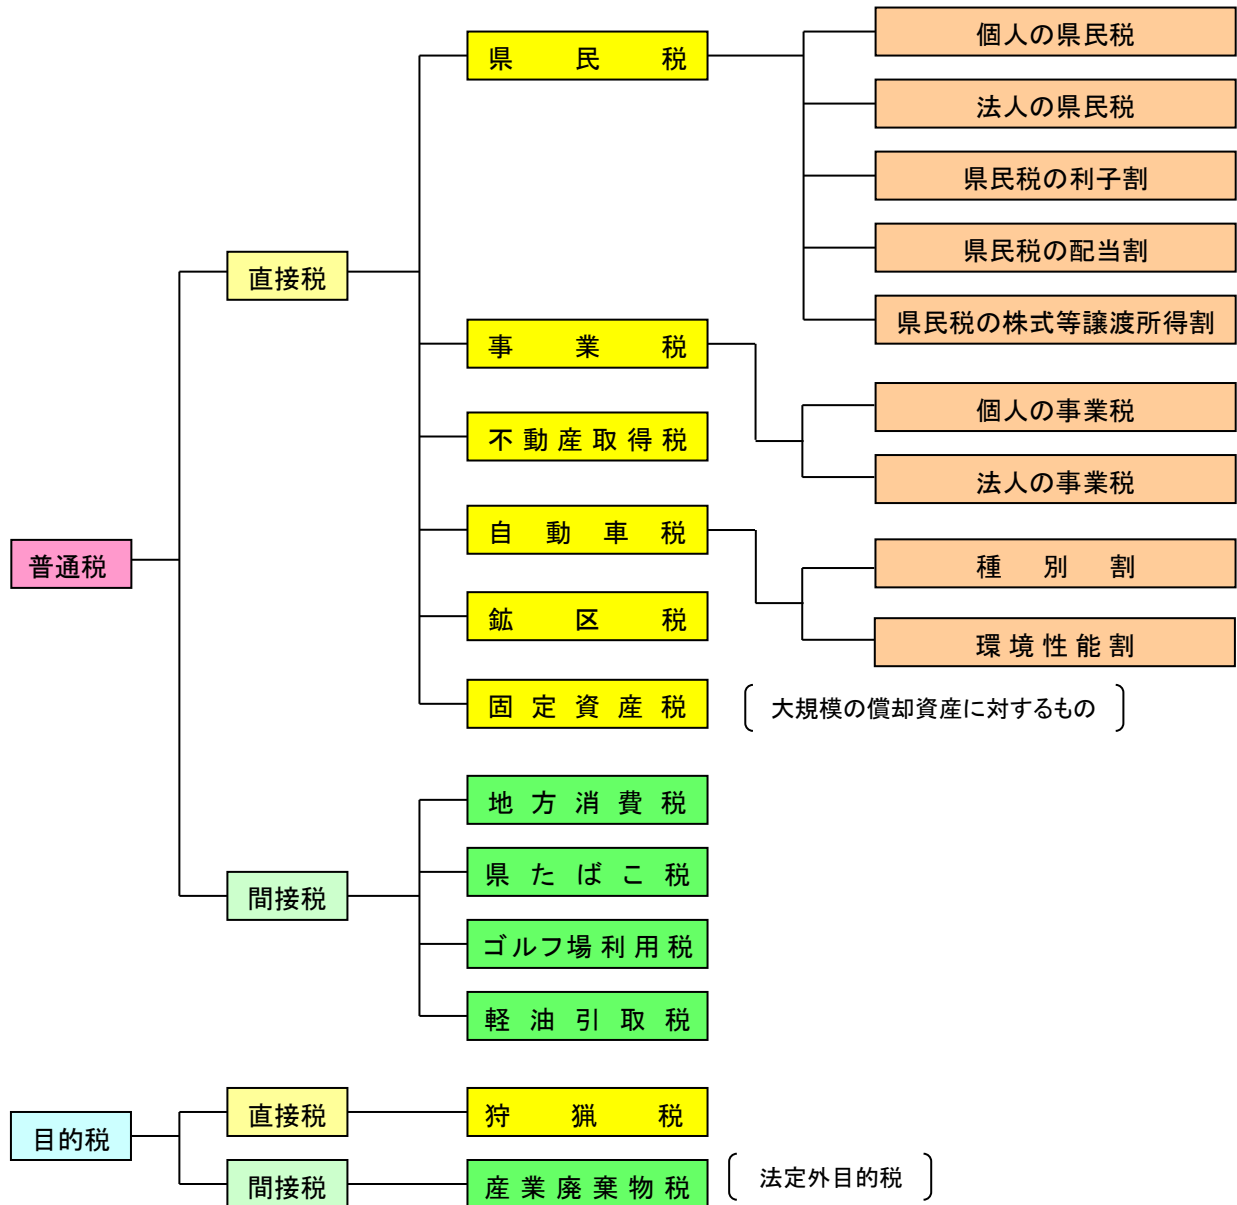 普通税
直接税
県民税
個人の県民税
法人の県民税
県民税の利子割
県民税の配当割
県民税の株式等譲渡所得割
事業税
個人の事業税
法人の事業税
不動産取得税
自動車税
種別割
環境性能割
鉱区税
固定資産税
大規模の償却資産に対するもの
間接税
地方消費税
県たばこ税
ゴルフ場利用税
軽油引取税
目的税
直接税
狩猟税
間接税
産業廃棄物税
法定外目的税